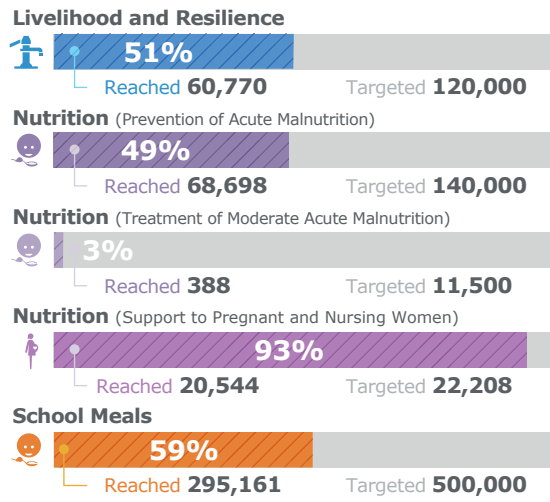 Livelihood and Resilience
51%
Reached 60,770 Targeted 120,000
Nutrition (Prevention of Acute Malnutrition)
49%
Reached 68,698 Targeted 140,000
Nutrition (Treatment of Moderate Acute Malnutrition)
3%
Reached 388 Targeted 11,500
Nutrition (Support to Pregnant and Nursing Women)
93%
Reached 20,544 Targeted 22,208
School Meals
59%
Reached 295,161 Targeted 500,000